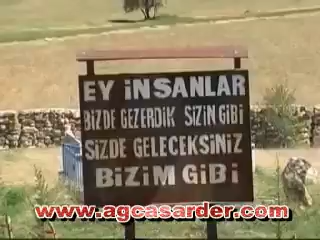 EY İNSANLAR
BİZDE GEZERDİK SİZİN GİBİ
SİZDE GELECEKSİNİZ
BİZİM GİBİ
www.agcasarder.com